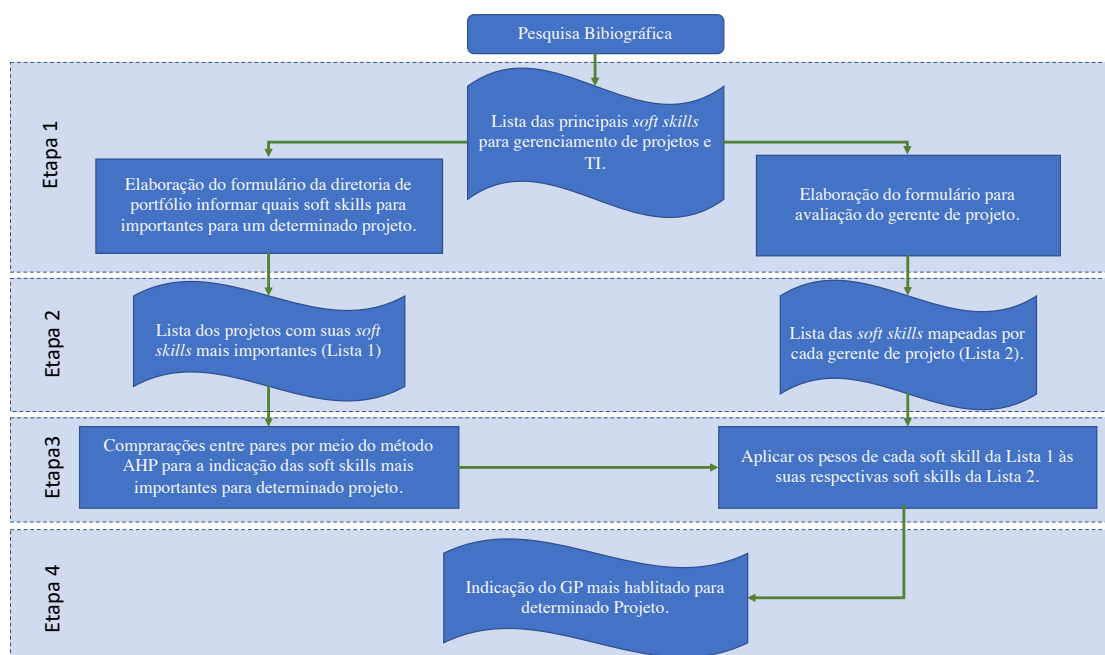 Pesquisa Bibiográfica
Etapa 1
Lista das principais soft skills
para gerenciamento de projetos e
TI.
Elaboração do formulário da diretoria de
portfólio informar quais soft skills para
importantes para um determinado projeto.
Elaboração do formulário para
avaliação do gerente de projeto.
Etapa 2
Lista dos projetos com suas soft
skills mais importantes (Lista 1)
Lista das soft skills mapeadas por
cada gerente de projeto (Lista 2).
Etapa3
Comprarações entre pares por meio do método
AHP para a indicação das soft skills mais
importantes para determinado projeto.
Aplicar os pesos de cada soft skill da Lista 1 às
suas respectivas soft skills da Lista 2.
Etapa 4
Indicação do GP mais hablitado para
determinado Projeto.